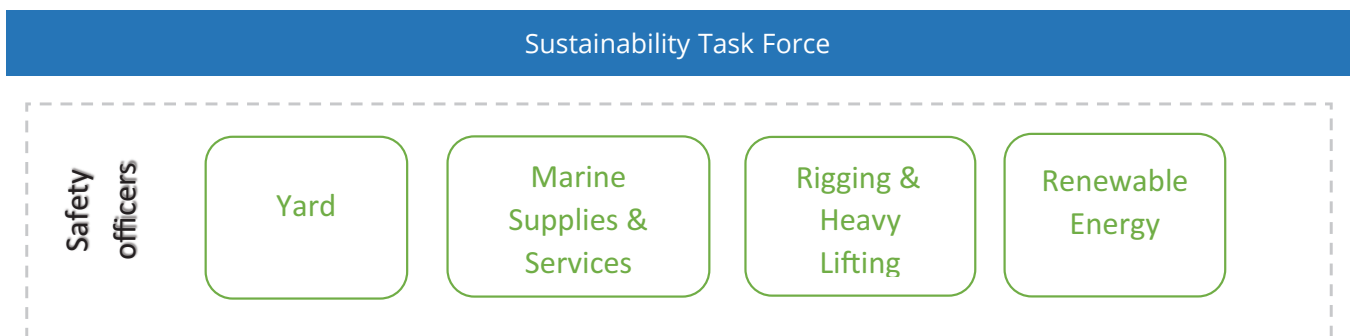 Sustainability Task Force
Safety
officers
Yard
Marine
Supplies &
Services
Rigging &
Heavy
Lifting
Renewable
Energy